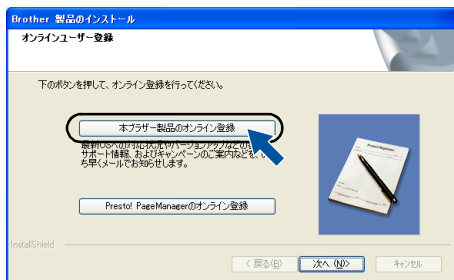 Brother 製品のインストール
オンラインユーザー登録
下のボタンを押して、オンライン登録を行ってください。
本ブラザー製品のオンライン登録
最新OSへの対応状況やバージョンアップなどの
サポート情報、およびキャンペーンのご案内などを、い
ち早くメールでお知らせします。
Presto! PageManagerのオンライン登録
InstallShield
< 戻る(B)
次へ (N)>
キャンセル